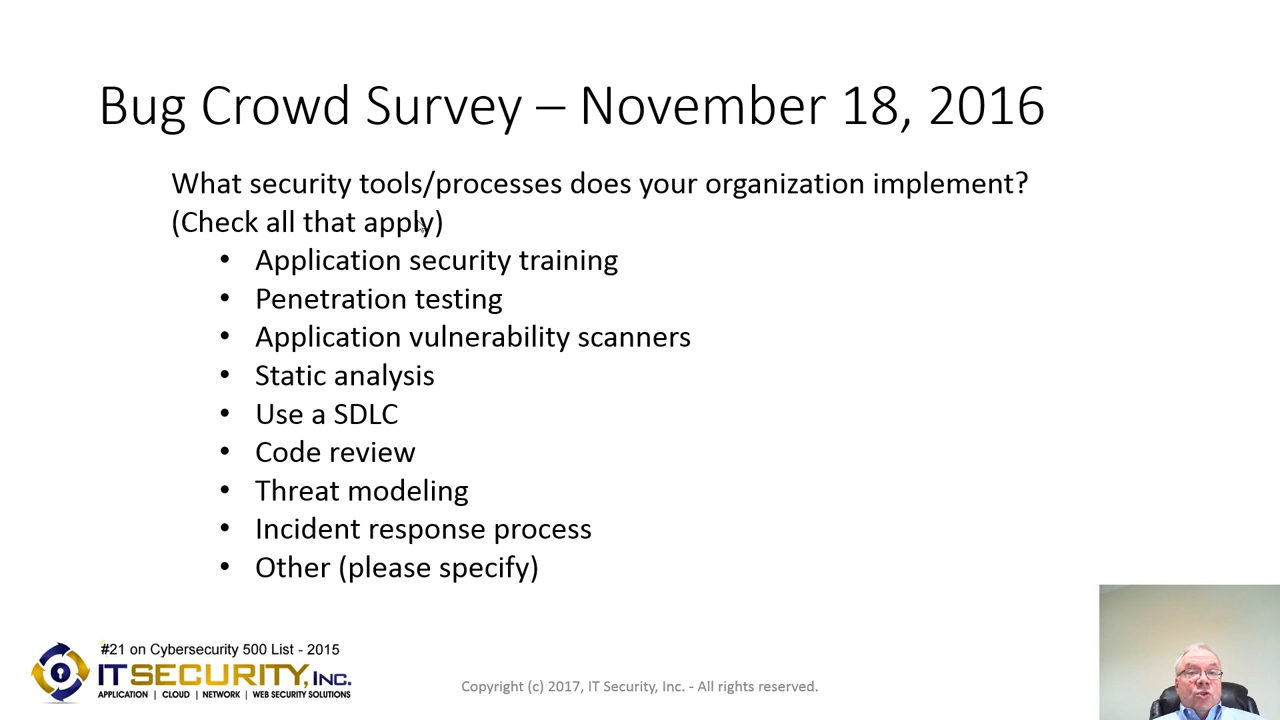 Bug Crowd Survey – November 18, 2016
What security tools/processes does your organization implement?
(Check all that apply)
• Application security training
• Penetration testing
• Application vulnerability scanners
• Static analysis
• Use a SDLC
• Code review
• Threat modeling
• Incident response process
• Other (please specify)
#21 on Cybersecurity 500 List - 2015
IT SECURITY, INC.
APPLICATION | CLOUD | NETWORK | WEB SECURITY SOLUTIONS
Copyright (c) 2017, IT Security, Inc. - All rights reserved.